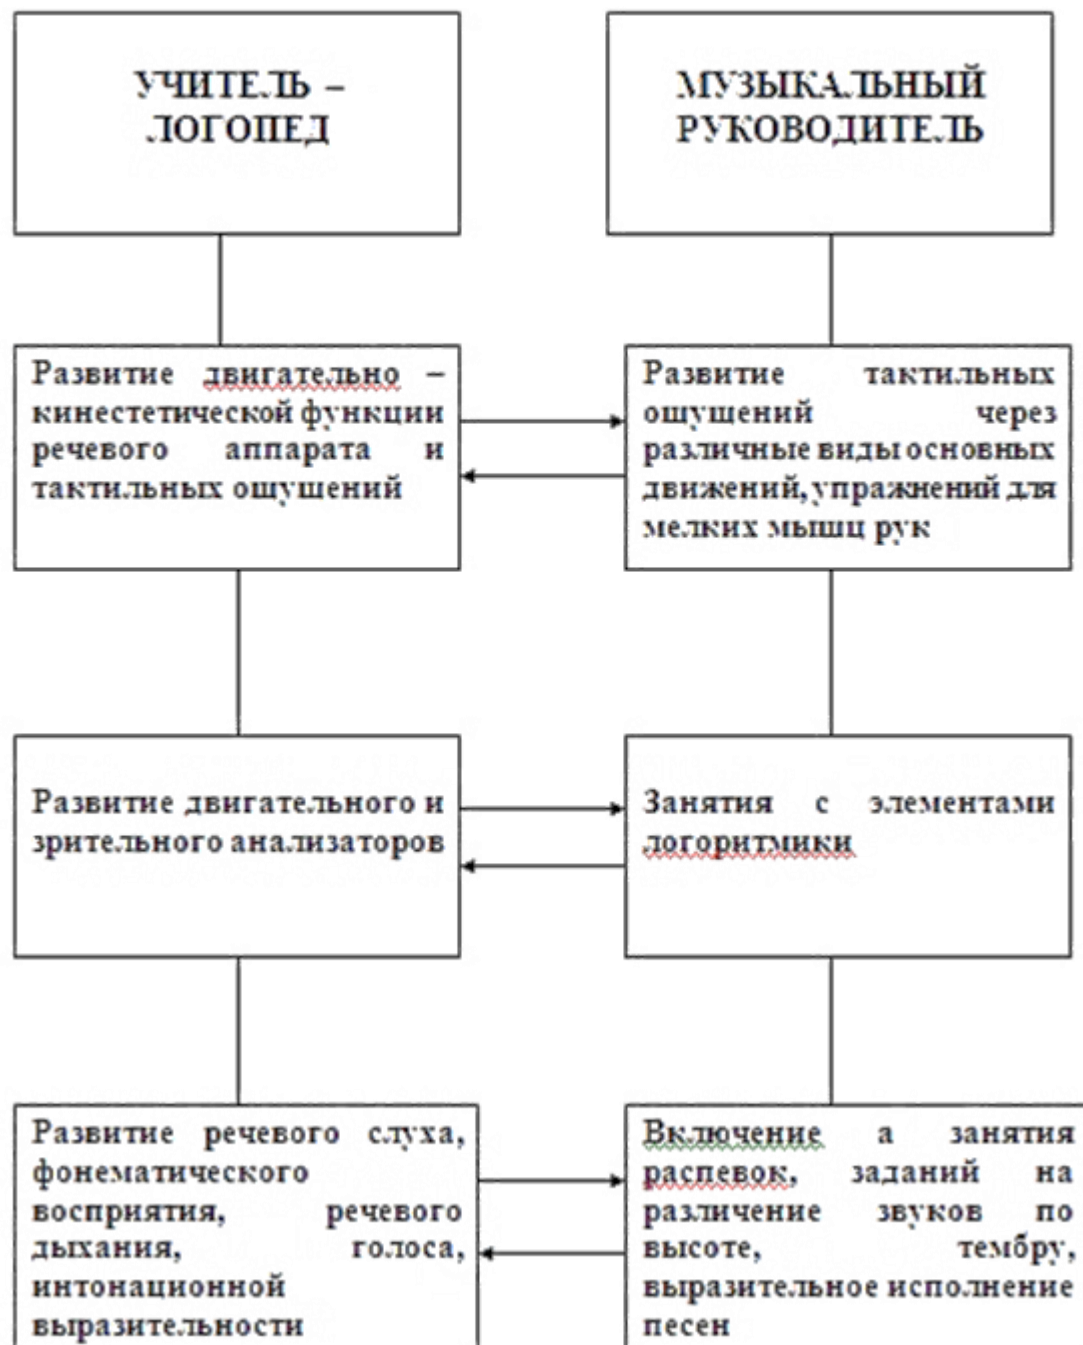 УЧИТЕЛЬ –
ЛОГОПЕД
МУЗЫКАЛЬНЫЙ
РУКОВОДИТЕЛЬ
Развитие двигательно –
кинестетической функции
речевого аппарата и
тактильных ощушений
Развитие тактильных
ощущений через
различные виды основных
движений, упражнений для
мелких мышц рук
Развитие двигательного и
зрительного анализаторов
Занятия с элементами
логоритмики
Развитие речевого слуха,
фонематического
восприятия, речевого
дыхания, голоса,
интонационной
выразительности
Включение а занятия
распевок, заданий на
различение звуков по
высоте, тембру,
выразительное исполнение
песен